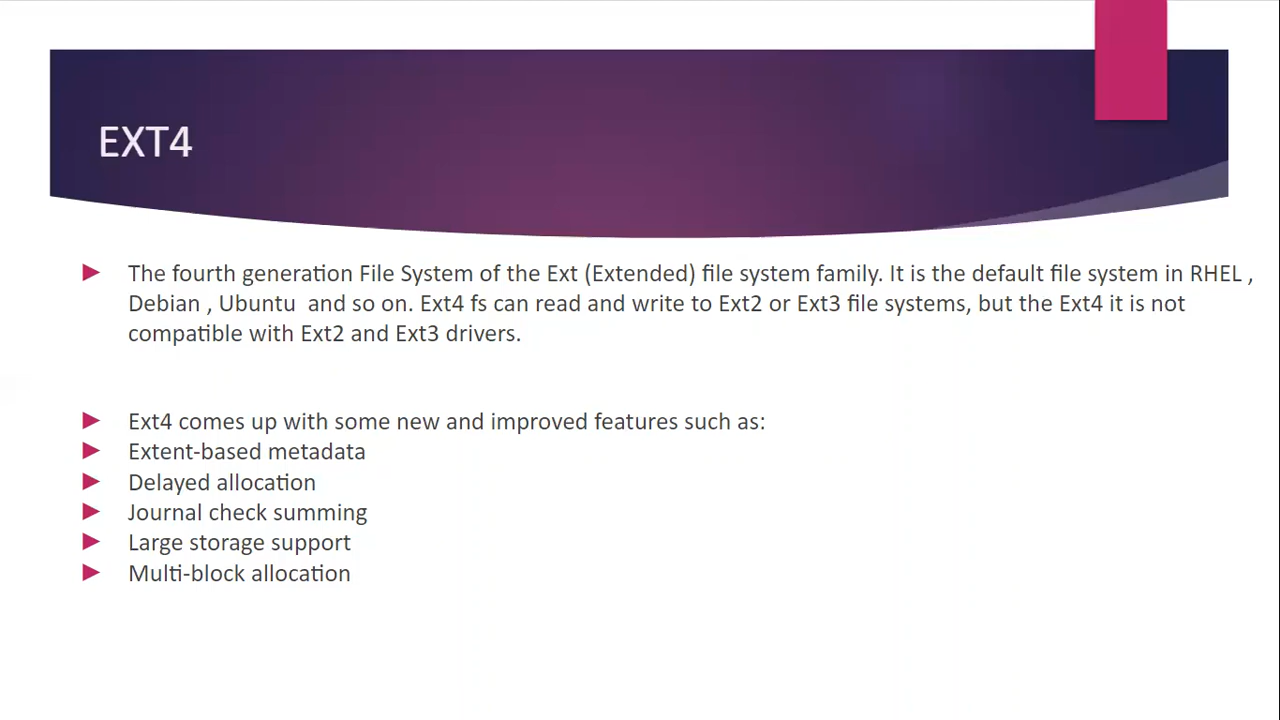 EXT4
The fourth generation File System of the Ext (Extended) file system family. It is the default file system in RHEL ,
Debian , Ubuntu  and so on. Ext4 fs can read and write to Ext2 or Ext3 file systems, but the Ext4 it is not
compatible with Ext2 and Ext3 drivers.
Ext4 comes up with some new and improved features such as:
Extent-based metadata
Delayed allocation
Journal check summing
Large storage support
Multi-block allocation